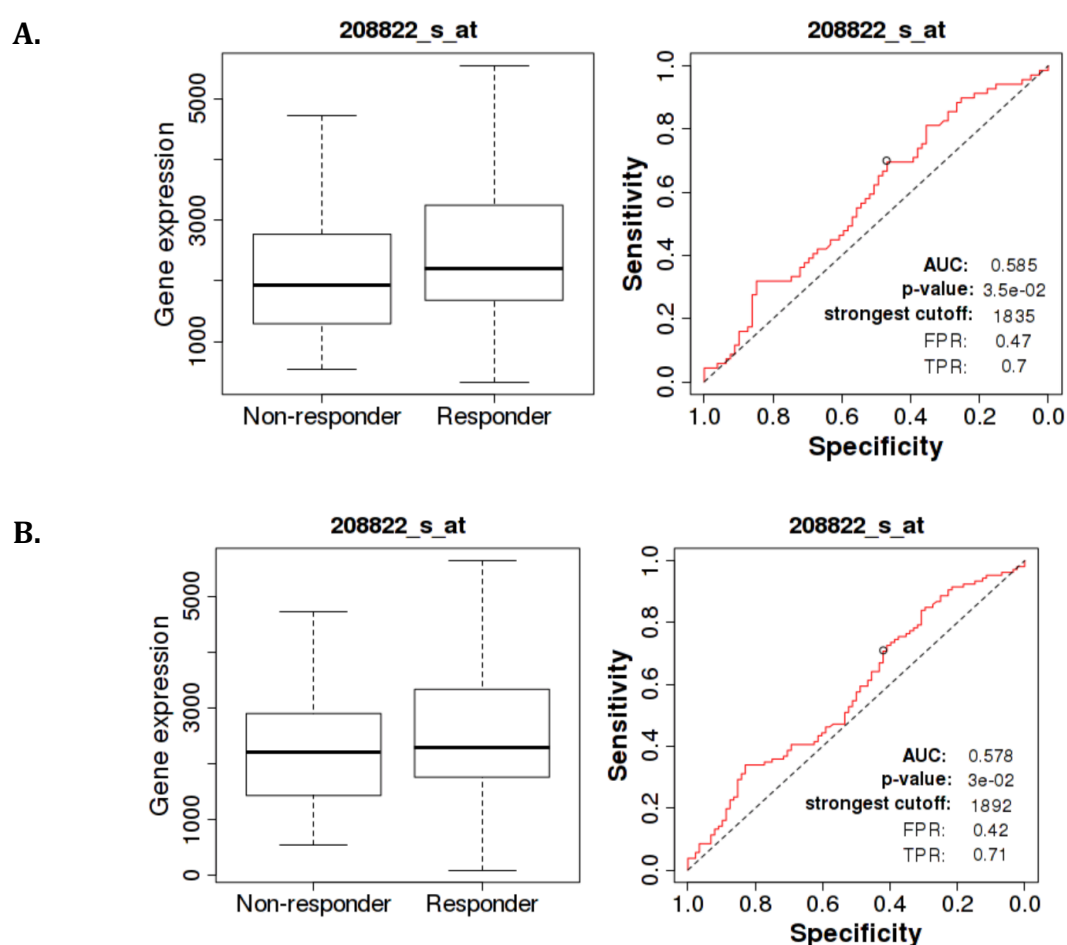 A.
208822_s_at
Gene expression
5000
3000
1000
Non-responder
Responder
208822_s_at
Sensitivity
1.0
0.8
0.6
0.4
0.2
0.0
AUC: 0.585
p-value: 3.5e-02
strongest cutoff: 1835
FPR: 0.47
TPR: 0.7
1.0 0.8 0.6 0.4 0.2 0.0
Specificity
B.
208822_s_at
Gene expression
5000
3000
1000
0
Non-responder
Responder
208822_s_at
Sensitivity
1.0
0.8
0.6
0.4
0.2
0.0
AUC: 0.578
p-value: 3e-02
strongest cutoff: 1892
FPR: 0.42
TPR: 0.71
1.0 0.8 0.6 0.4 0.2 0.0
Specificity